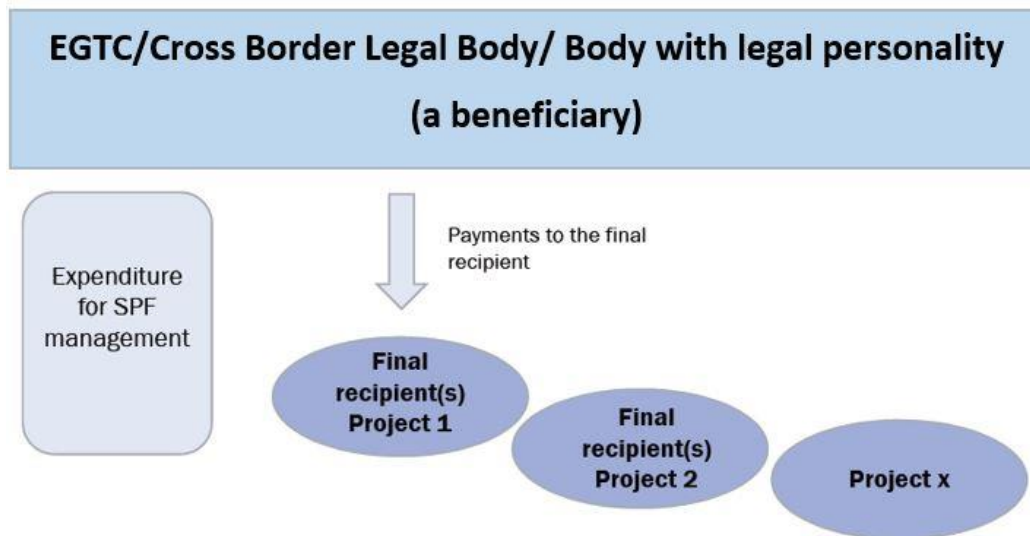 EGTC/Cross Border Legal Body/ Body with legal personality
(a beneficiary)
Expenditure
for SPF
management
Payments to the final
recipient
Final
recipient(s)
Project 1
Final
recipient(s)
Project 2
Project x